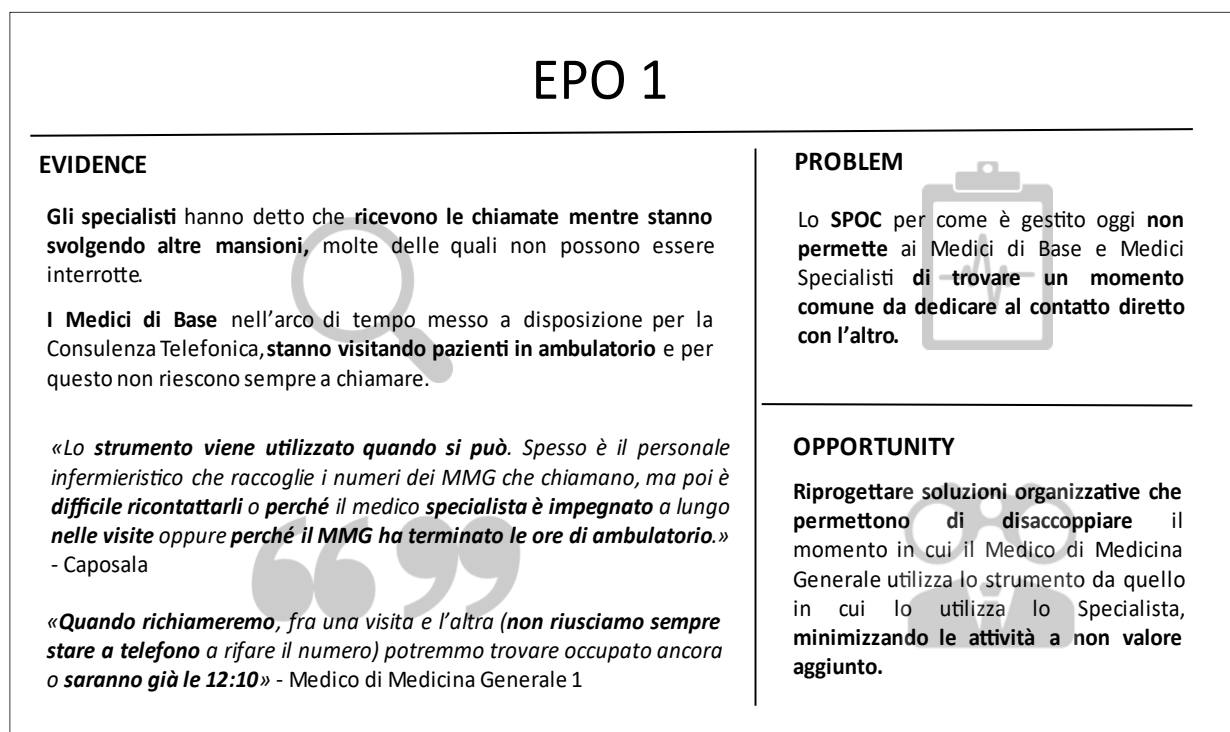 EPO 1
EVIDENCE
Gli specialisti hanno detto che ricevono le chiamate mentre stanno
svolgendo altre mansioni, molte delle quali non possono essere
interrotte.
I Medici di Base nell'arco di tempo messo a disposizione per la
Consulenza Telefonica, stanno visitando pazienti in ambulatorio e per
questo non riescono sempre a chiamare.
«Lo strumento viene utilizzato quando si può. Spesso è il personale
infermieristico che raccoglie i numeri dei MMG che chiamano, ma poi è
difficile ricontattarli o perché il medico specialista è impegnato a lungo
nelle visite oppure perché il MMG ha terminato le ore di ambulatorio.»
- Caposala
«Quando richiameremo, fra una visita e l'altra (non riusciamo sempre
stare a telefono a rifare il numero) potremmo trovare occupato ancora
o saranno già le 12:10» - Medico di Medicina Generale 1
PROBLEM
Lo SPOC per come è gestito oggi non
permette ai Medici di Base e Medici
Specialisti di trovare un momento
comune da dedicare al contatto diretto
con l'altro.
OPPORTUNITY
Riprogettare soluzioni organizzative che
permettono di disaccoppiare il
momento in cui il Medico di Medicina
Generale utilizza lo strumento da quello
in cui lo utilizza lo Specialista,
minimizzando le attività a non valore
aggiunto.